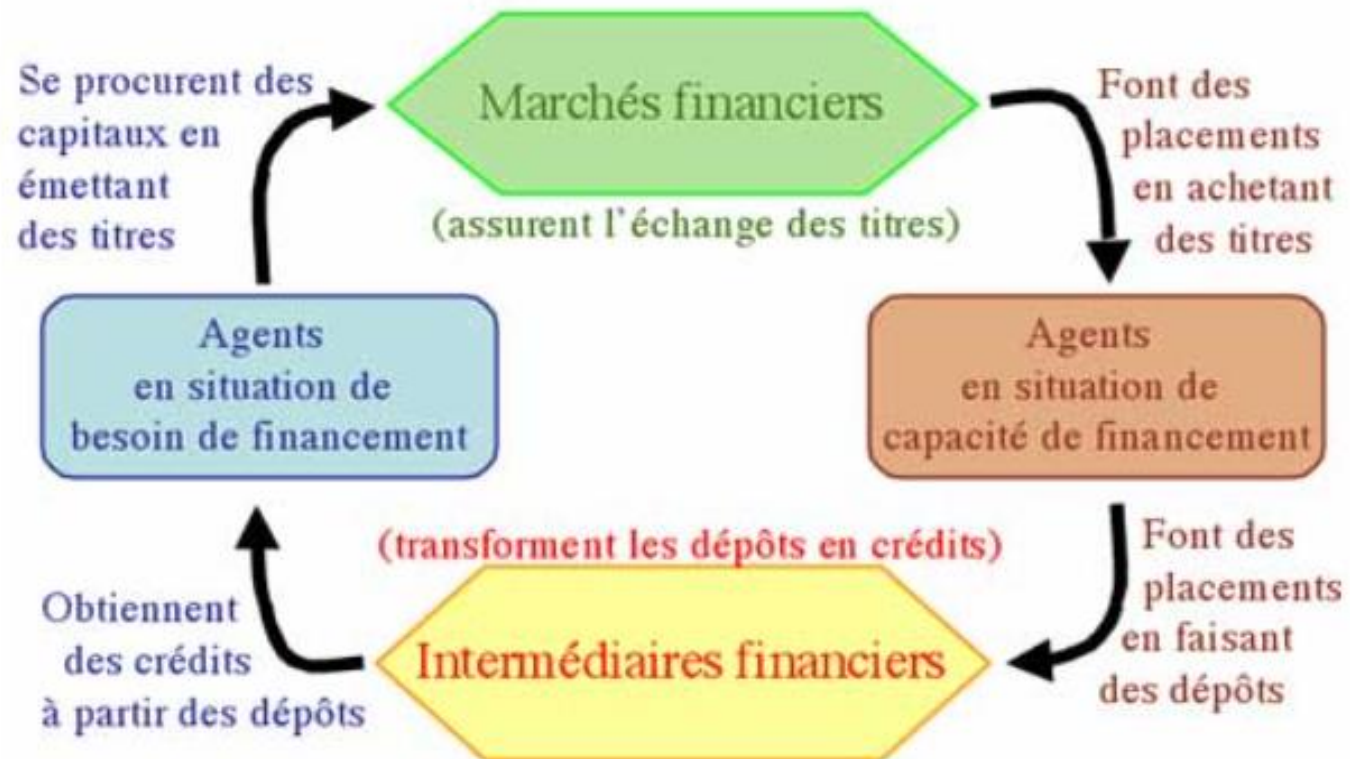 Se procurent des
capitaux en
émettant
des titres
Marchés financiers
(assurent l'échange des titres)
Font des
placements
en achetant
des titres
Agents
en situation de
besoin de financement
Agents
en situation de
capacité de financement
(transforment les dépôts en crédits)
Intermédiaires financiers
Obtiennent
des crédits
à partir des dépôts
Font des
placements
en faisant
des dépôts